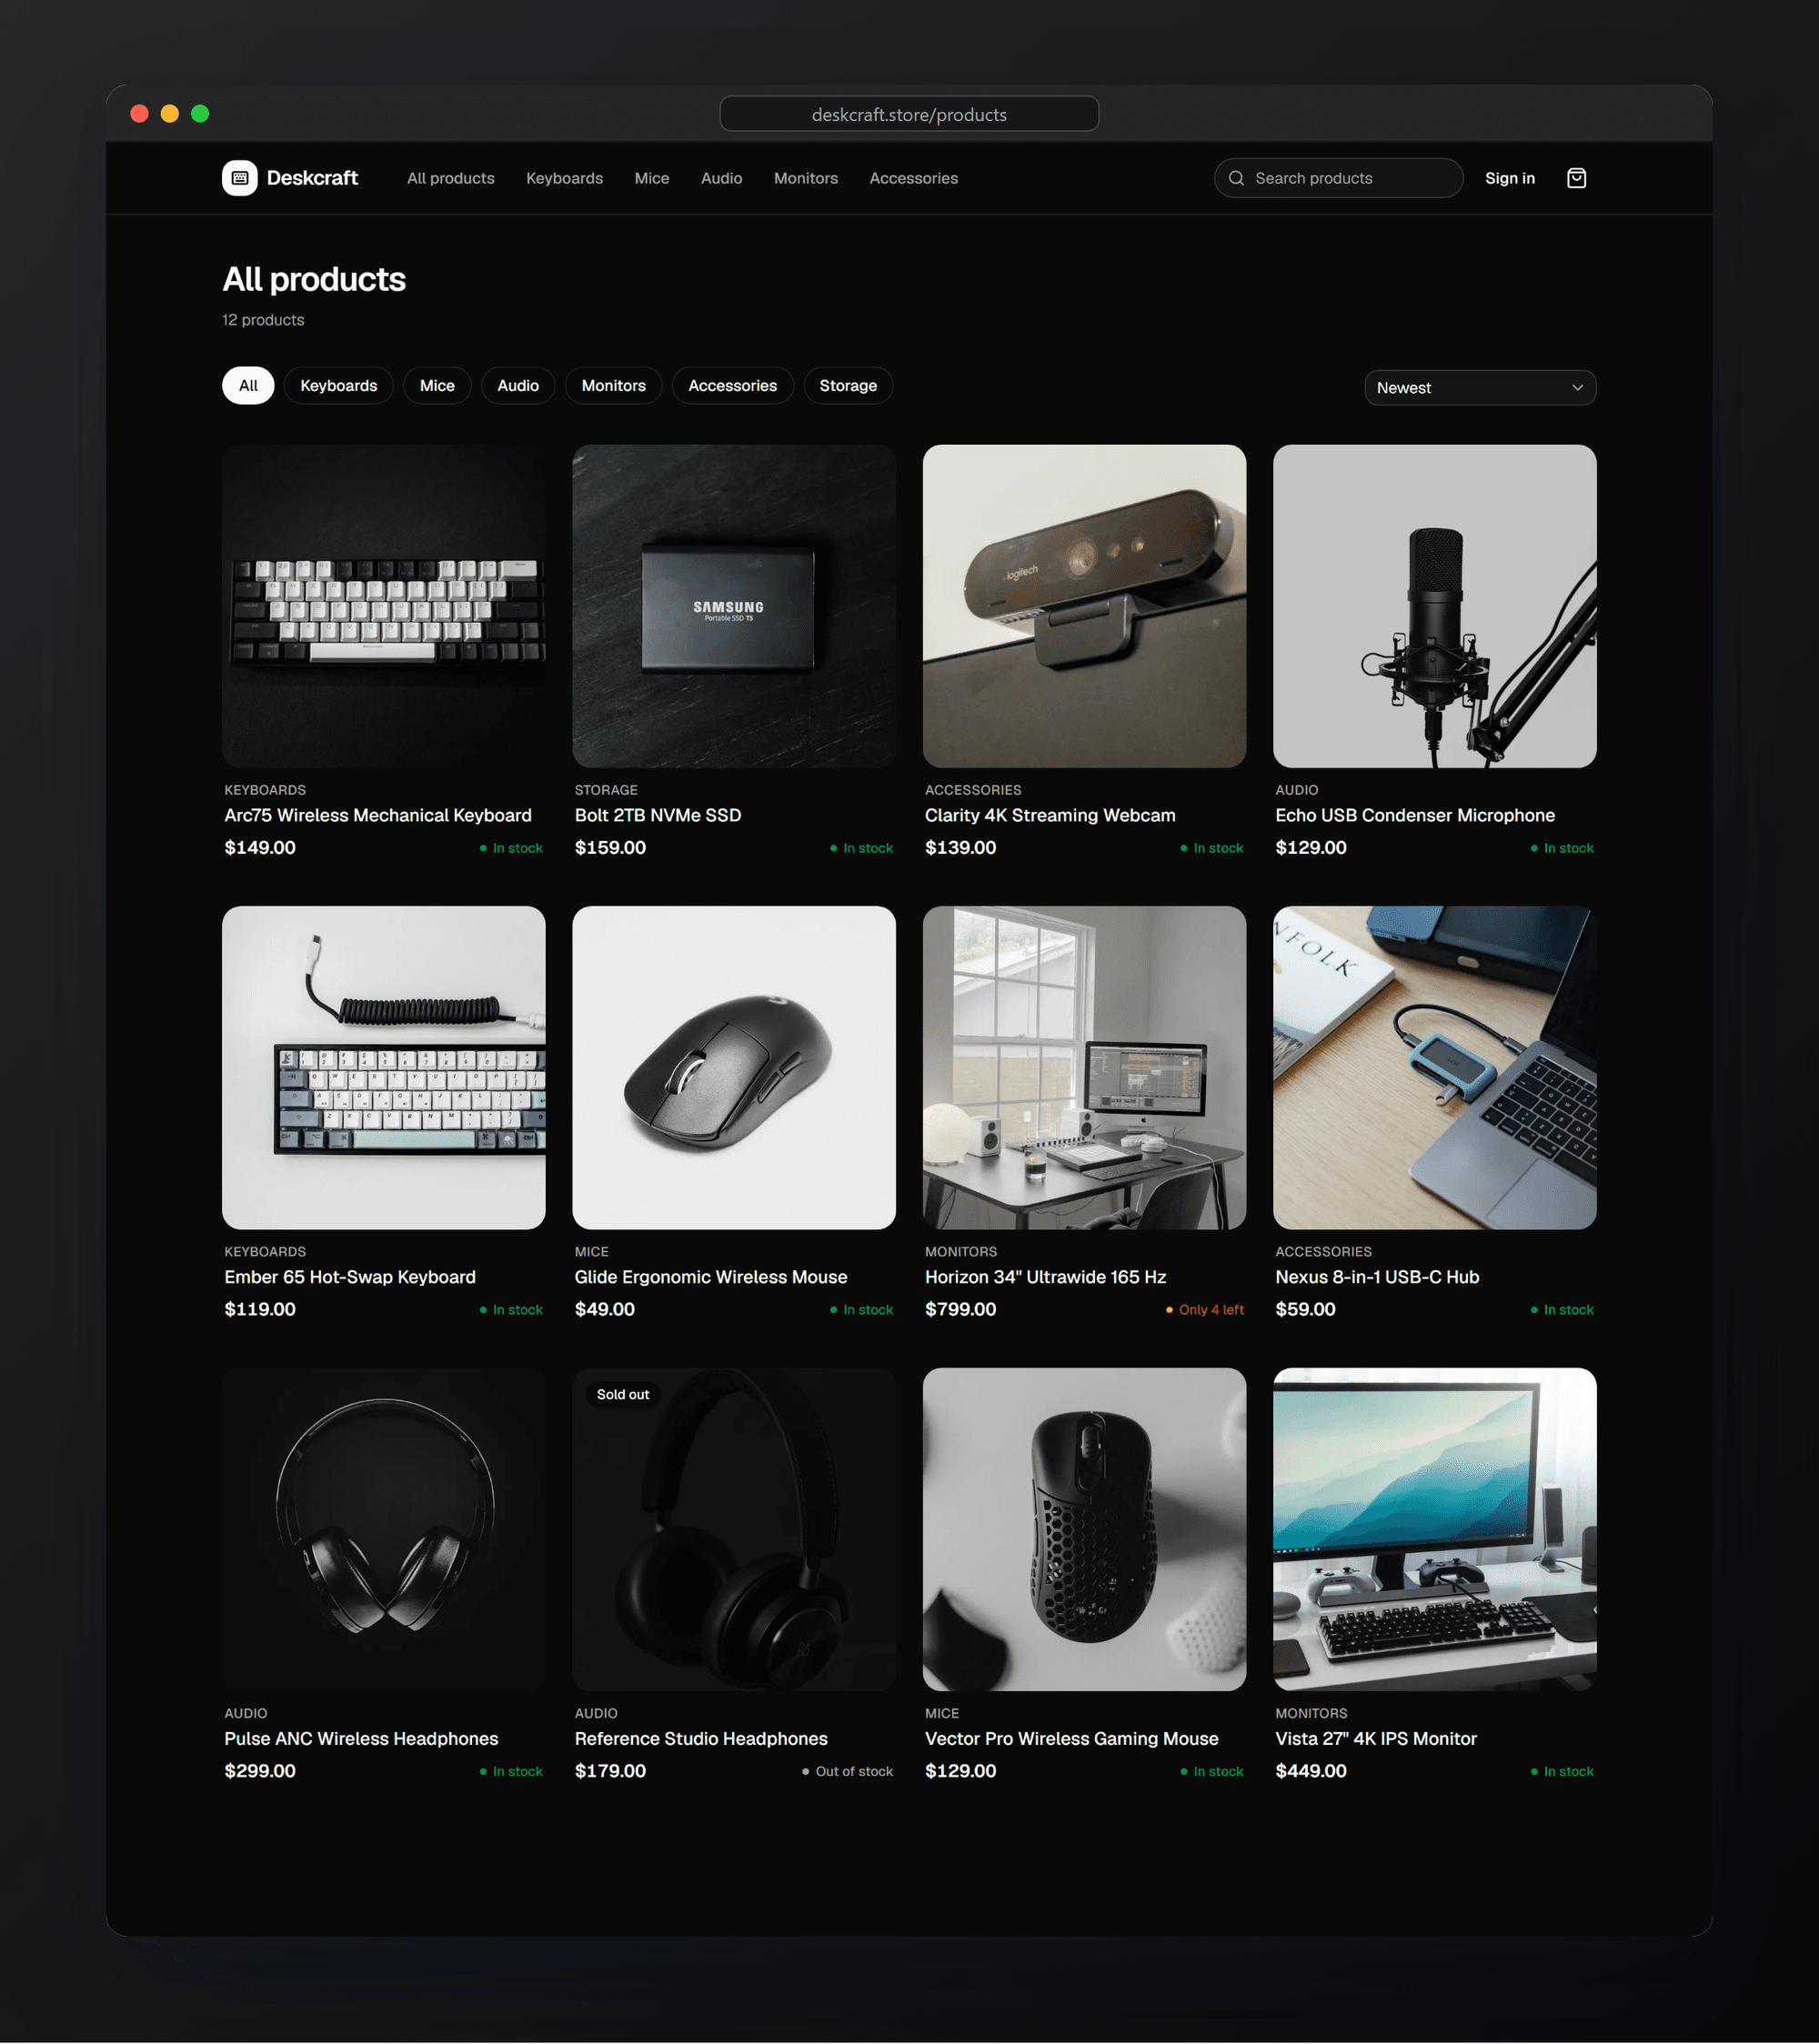 deskcraft.store/products
Deskcraft
All products
Keyboards
Mice
Audio
Monitors
Accessories
Search products
Sign in
All products
12 products
All
Keyboards
Mice
Audio
Monitors
Accessories
Storage
Newest
SAMSUNG
Portable SSD T5
logitech
KEYBOARDS
Arc75 Wireless Mechanical Keyboard
$149.00
In stock
STORAGE
Bolt 2TB NVMe SSD
$159.00
In stock
ACCESSORIES
Clarity 4K Streaming Webcam
$139.00
In stock
AUDIO
Echo USB Condenser Microphone
$129.00
In stock
NFOLK
KEYBOARDS
Ember 65 Hot-Swap Keyboard
$119.00
In stock
MICE
Glide Ergonomic Wireless Mouse
$49.00
In stock
MONITORS
Horizon 34" Ultrawide 165 Hz
$799.00
Only 4 left
ACCESSORIES
Nexus 8-in-1 USB-C Hub
$59.00
In stock
Sold out
AUDIO
Pulse ANC Wireless Headphones
$299.00
In stock
AUDIO
Reference Studio Headphones
$179.00
Out of stock
MICE
Vector Pro Wireless Gaming Mouse
$129.00
In stock
MONITORS
Vista 27" 4K IPS Monitor
$449.00
In stock